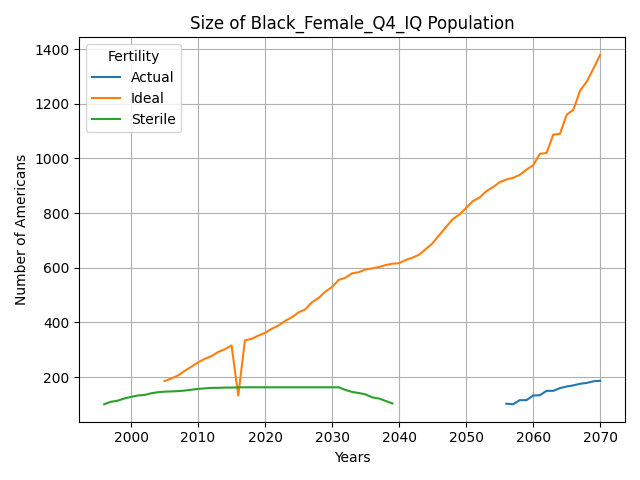 Size of Black_Female_Q4_IQ Population
Number of Americans
1400
1200
1000
800
600
400
200
Fertility
Actual
Ideal
Sterile
2000 2010 2020 2030 2040 2050 2060 2070
Years